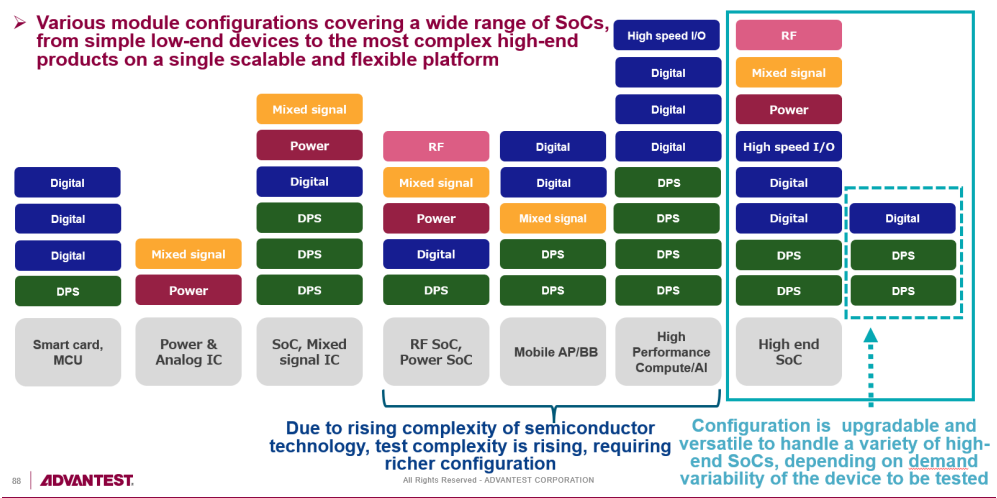 ➢ Various module configurations covering a wide range of SoCs,
from simple low-end devices to the most complex high-end
products on a single scalable and flexible platform
Digital
Digital
Digital
DPS
Smart card,
MCU
Mixed signal
Power
Power &
Analog IC
Mixed signal
Power
Digital
DPS
DPS
DPS
SoC, Mixed
signal IC
RF
Mixed signal
Power
Digital
DPS
RF SoC,
Power SoC
Digital
Digital
Mixed signal
DPS
DPS
Mobile AP/BB
High speed I/O
Digital
Digital
Digital
DPS
DPS
DPS
DPS
High
Performance
Compute/AI
RF
Mixed signal
Power
High speed I/O
Digital
Digital
DPS
DPS
High end
SoC
Digital
DPS
DPS
Due to rising complexity of semiconductor
technology, test complexity is rising, requiring
richer configuration
Configuration is upgradable and
versatile to handle a variety of high-
end SoCs, depending on demand
variability of the device to be tested
88
ADVANTEST.
All Rights Reserved - ADVANTEST CORPORATION